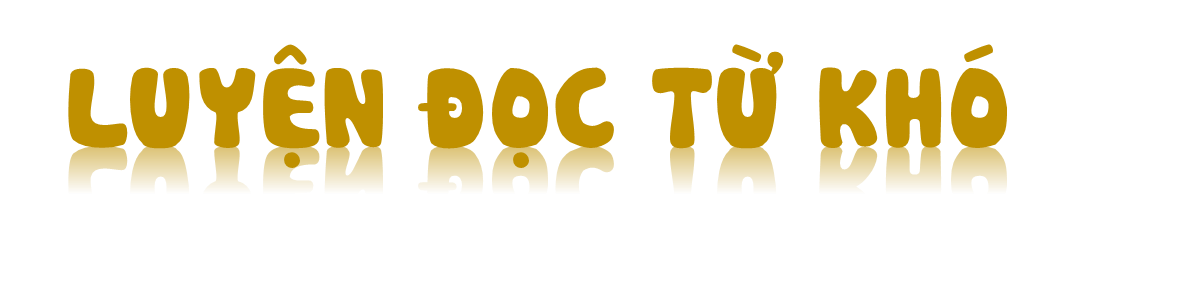 LUYỆN ĐỌC TỪ KHÓ